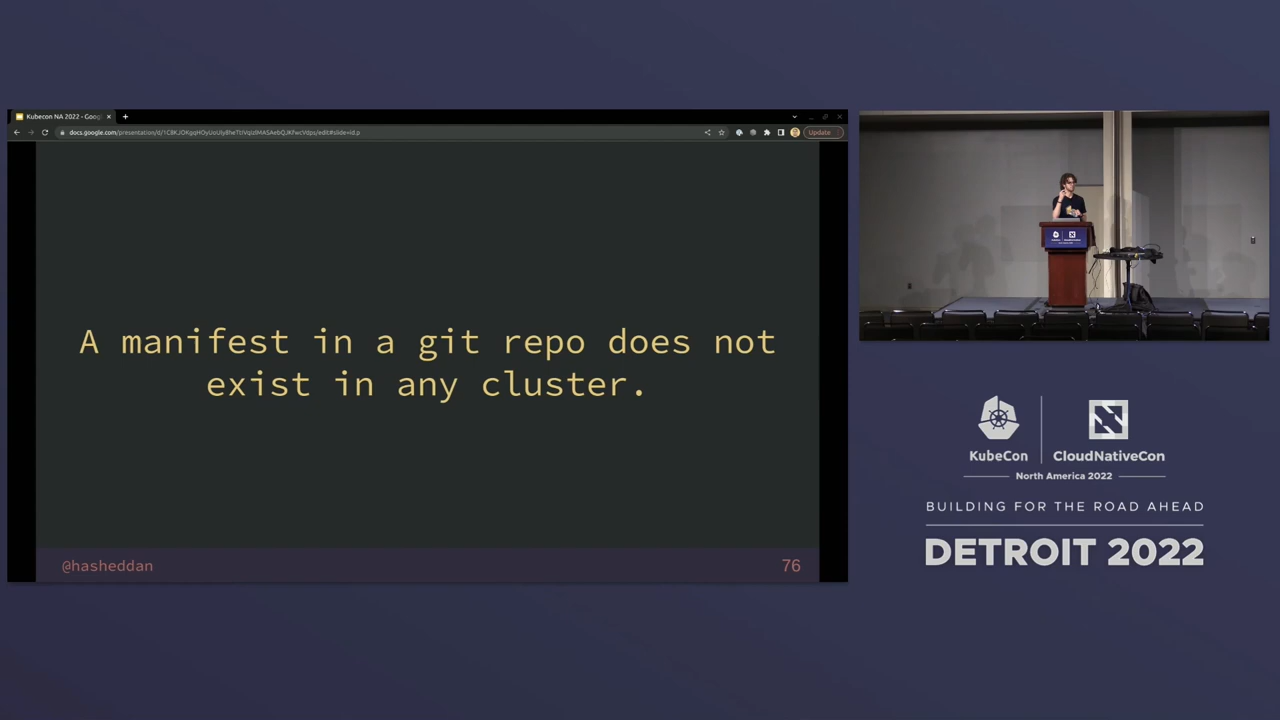 Kubecon NA 2022 - Goog
Update
A manifest in a git repo does not
exist in any cluster.
@hasheddan
76
KubeCon
CloudNativeCon
North America 2022
BUILDING FOR THE ROAD AHEAD
DETROIT 2022